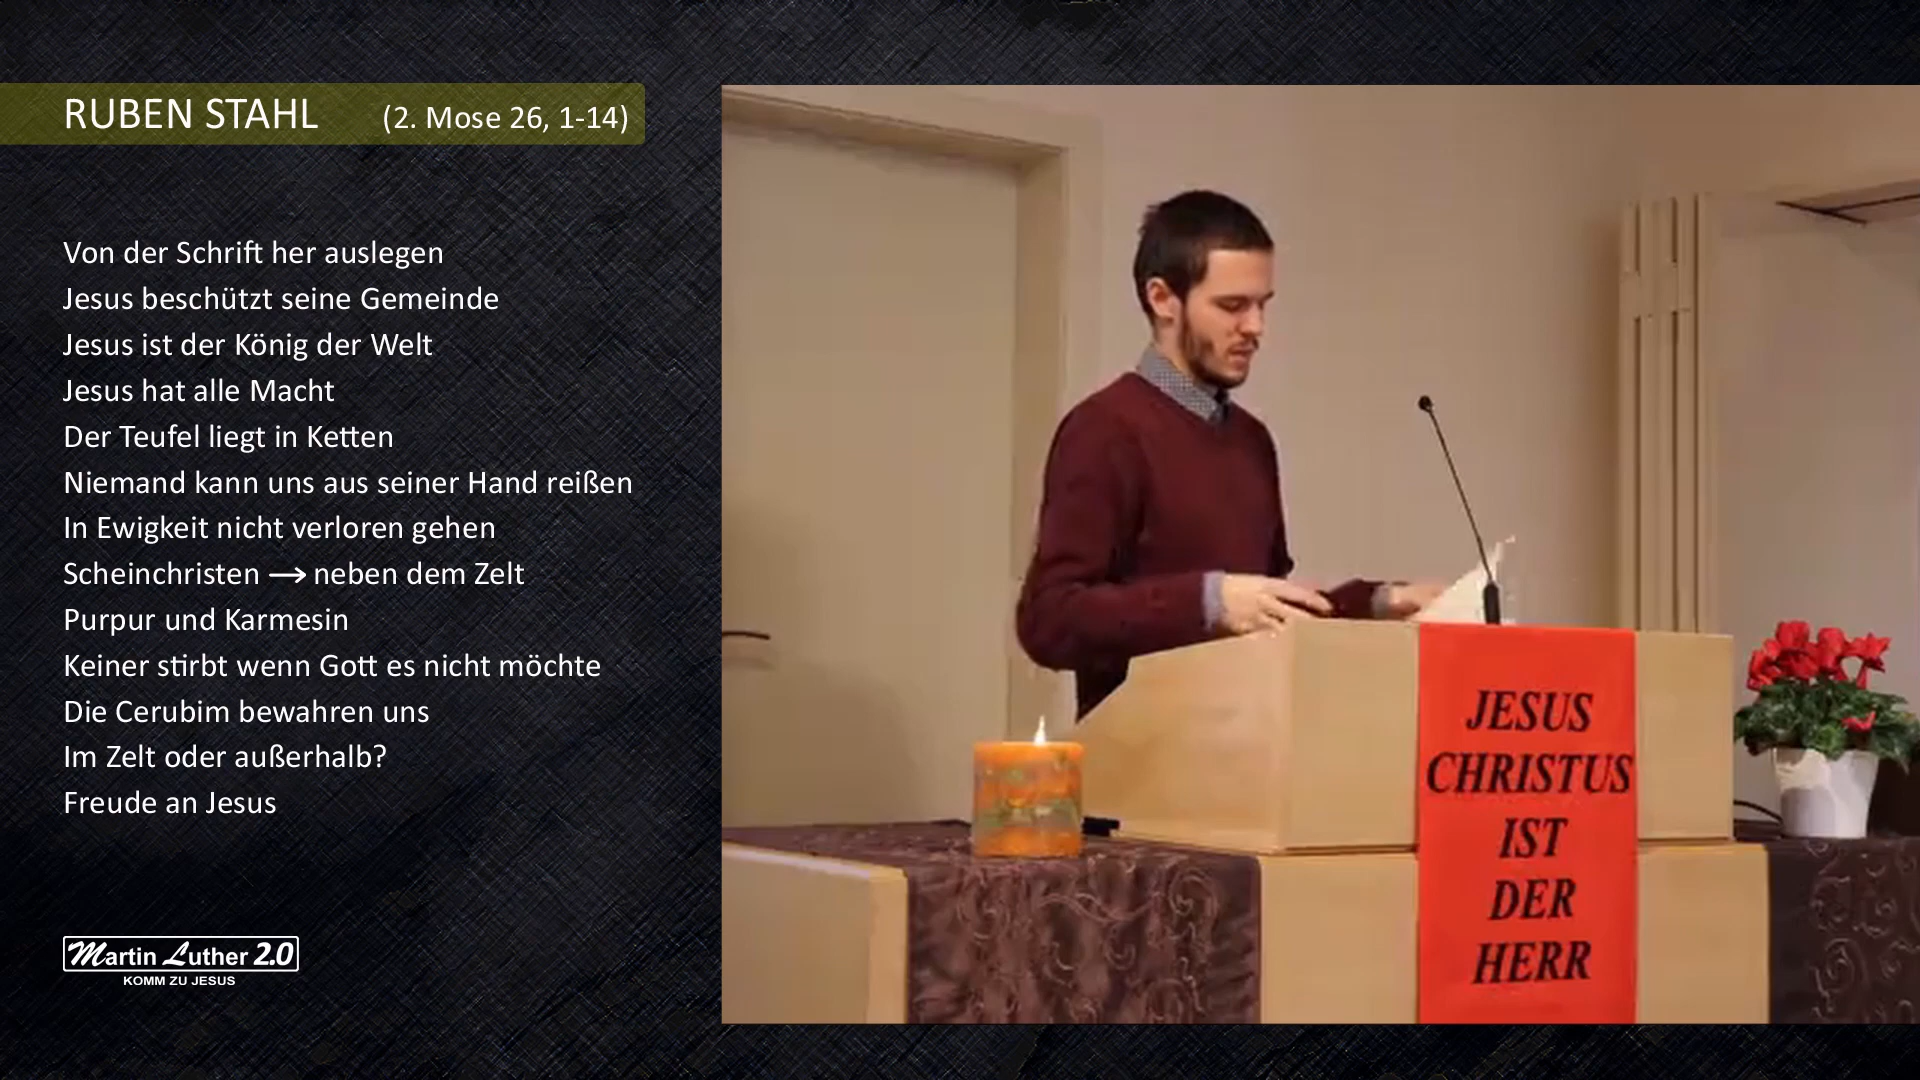 RUBEN STAHL (2. Mose 26, 1-14)
Von der Schrift her auslegen
Jesus beschützt seine Gemeinde
Jesus ist der König der Welt
Jesus hat alle Macht
Der Teufel liegt in Ketten
Niemand kann uns aus seiner Hand reißen
In Ewigkeit nicht verloren gehen
Scheinchristen → neben dem Zelt
Purpur und Karmesin
Keiner stirbt wenn Gott es nicht möchte
Die Cerubim bewahren uns
Im Zelt oder außerhalb?
Freude an Jesus
Martin Luther 2.0
KOMM ZU JESUS
JESUS
CHRISTUS
IST
DER
HERR